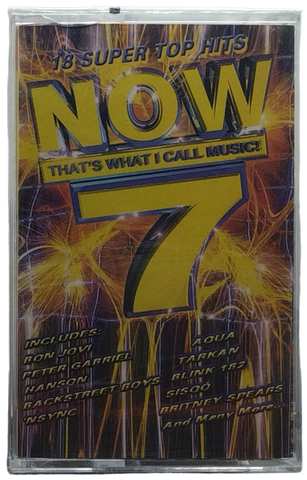 18 SUPER TOP HITS
NOW
THAT'S WHAT I CALL MUSIC!
7
INCLUDES:
BON JOVI
PETER GABRIEL
HANSON
BACKSTREET BOYS
'NSYNC
AQUA
TARKAN
BLINK 182
SISQÓ
BRITNEY SPEARS
And Many More...